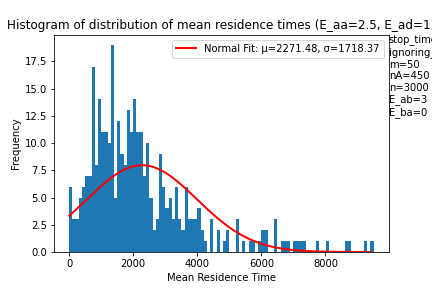 Histogram of distribution of mean residence times (E_aa=2.5, E_ad=1
stop_time
ignoring_
m=50
nA=450
n=3000
E_ab=3
E_ba=0
Normal Fit: μ=2271.48, σ=1718.37
Frequency
17.5
15.0
12.5
10.0
7.5
5.0
2.5
0.0
0 2000 4000 6000 8000
Mean Residence Time